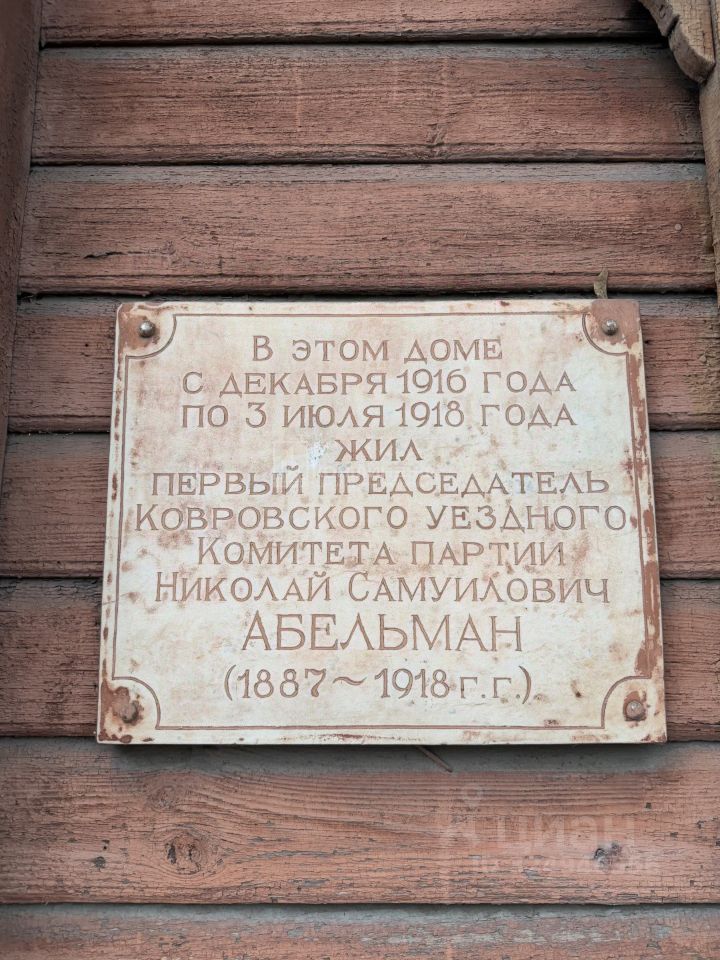 В ЭТОМ ДОМЕ
С ДЕКАБРЯ 1916 ГОДА
ПО 3 ИЮЛЯ 1918 ГОДА
ЖИЛ
ПЕРВЫЙ ПРЕДСЕДАТЕЛЬ
КОВРОВСКОГО УЕЗДНОГО
КОМИТЕТА ПАРТИИ
НИКОЛАЙ САМУИЛОВИЧ
АБЕЛЬМАН
(1887~1918 г.г.)
ЦИАН